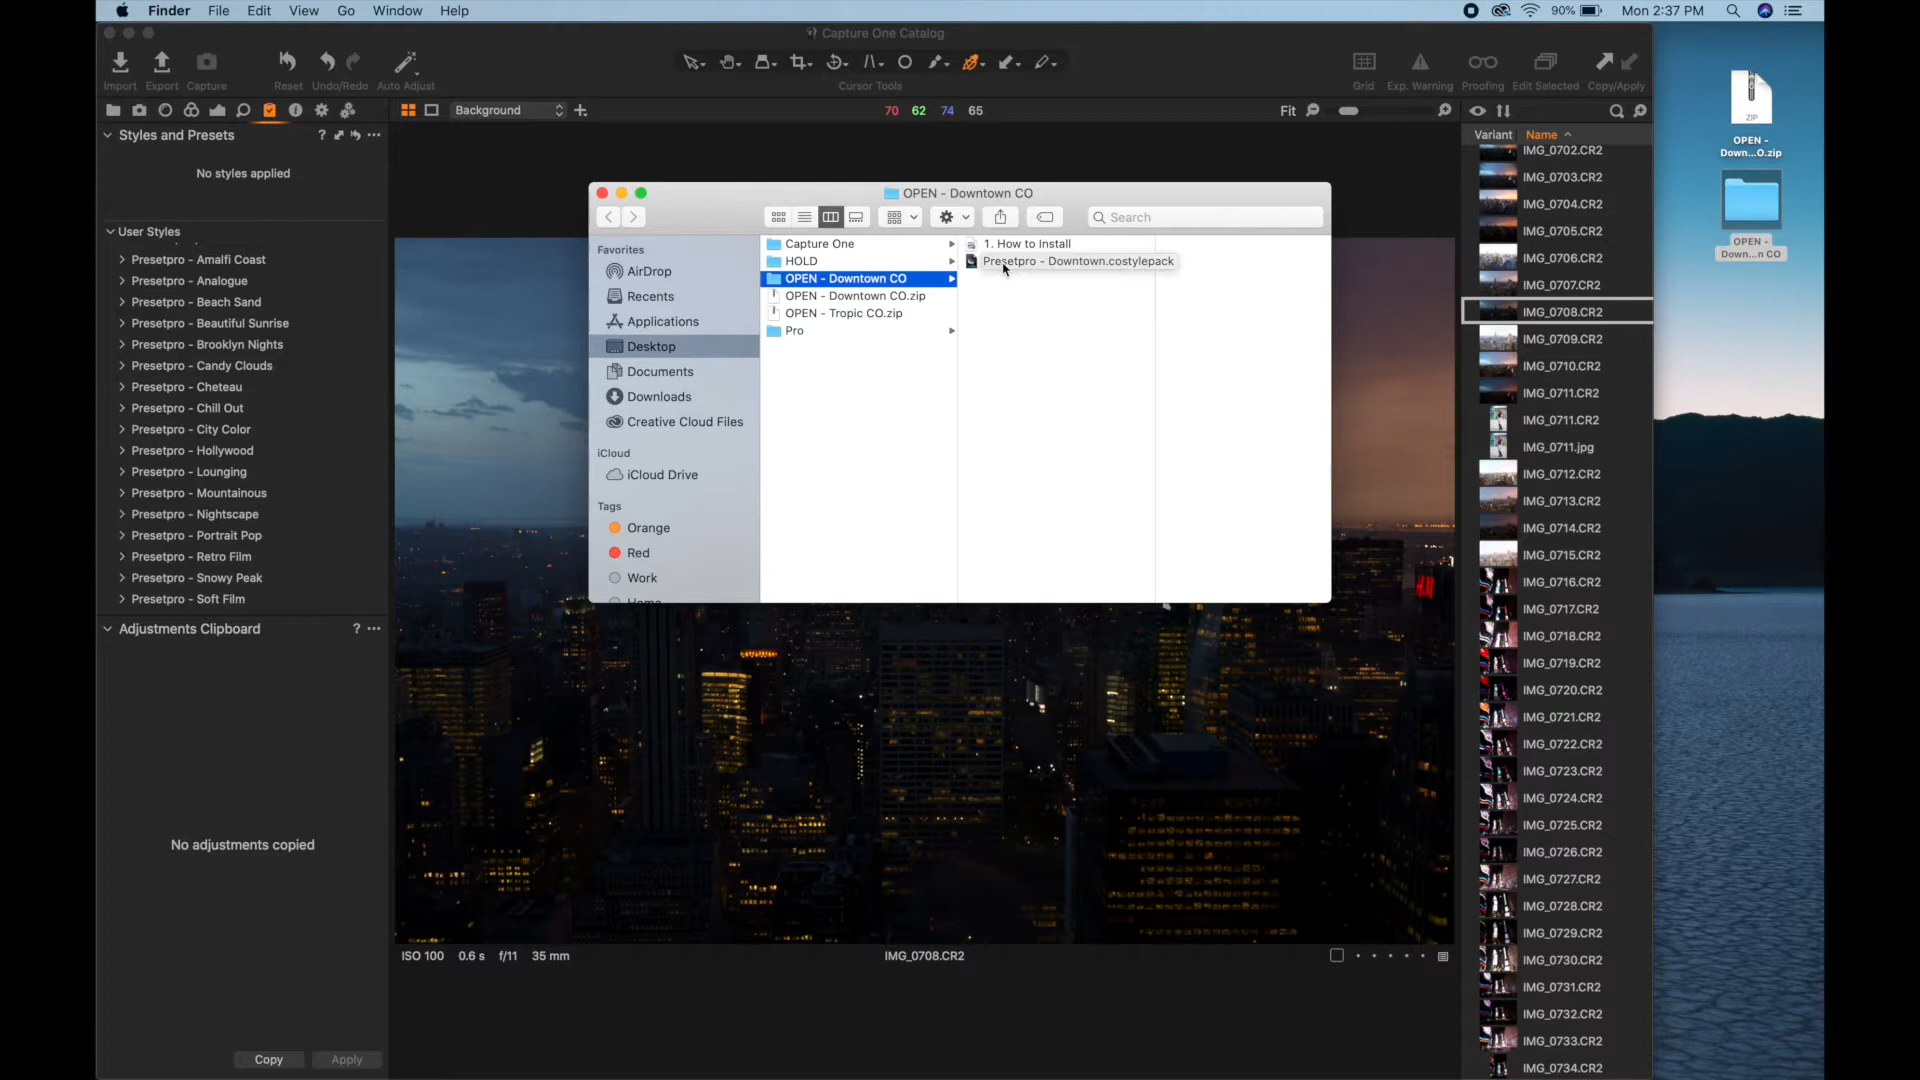 Finder File Edit View Go Window Help
90% Mon 2:37 PM
Capture One Catalog
Import Export Capture Reset Undo/Redo Auto Adjust
Cursor Tools
Grid Exp. Warning Proofing Edit Selected Copy/Apply
Background
70 62 74 65
Fit
Styles and Presets
No styles applied
User Styles
Presetpro - Amalfi Coast
Presetpro - Analogue
Presetpro - Beach Sand
Presetpro - Beautiful Sunrise
Presetpro - Brooklyn Nights
Presetpro - Candy Clouds
Presetpro - Cheteau
Presetpro - Chill Out
Presetpro - City Color
Presetpro - Hollywood
Presetpro - Lounging
Presetpro - Mountainous
Presetpro - Nightscape
Presetpro - Portrait Pop
Presetpro - Retro Film
Presetpro - Snowy Peak
Presetpro - Soft Film
Adjustments Clipboard
No adjustments copied
Copy Apply
OPEN - Downtown CO
Search
Favorites
AirDrop
Recents
Applications
Desktop
Documents
Downloads
Creative Cloud Files
iCloud
iCloud Drive
Tags
Orange
Red
Work
Home
Capture One
HOLD
OPEN - Downtown CO
OPEN - Downtown CO.zip
OPEN - Tropic CO.zip
Pro
1. How to Install
Presetpro - Downtown.costylepack
ISO 100 0.6 s f/11 35 mm
IMG_0708.CR2
Variant Name
IMG_0702.CR2
IMG_0703.CR2
IMG_0704.CR2
IMG_0705.CR2
IMG_0706.CR2
IMG_0707.CR2
IMG_0708.CR2
IMG_0709.CR2
IMG_0710.CR2
IMG_0711.CR2
IMG_0711.CR2
IMG_0711.jpg
IMG_0712.CR2
IMG_0713.CR2
IMG_0714.CR2
IMG_0715.CR2
IMG_0716.CR2
IMG_0717.CR2
IMG_0718.CR2
IMG_0719.CR2
IMG_0720.CR2
IMG_0721.CR2
IMG_0722.CR2
IMG_0723.CR2
IMG_0724.CR2
IMG_0725.CR2
IMG_0726.CR2
IMG_0727.CR2
IMG_0728.CR2
IMG_0729.CR2
IMG_0730.CR2
IMG_0731.CR2
IMG_0732.CR2
IMG_0733.CR2
IMG_0734.CR2
ZIP
OPEN -
Down...O.zip
OPEN -
Down...n CO